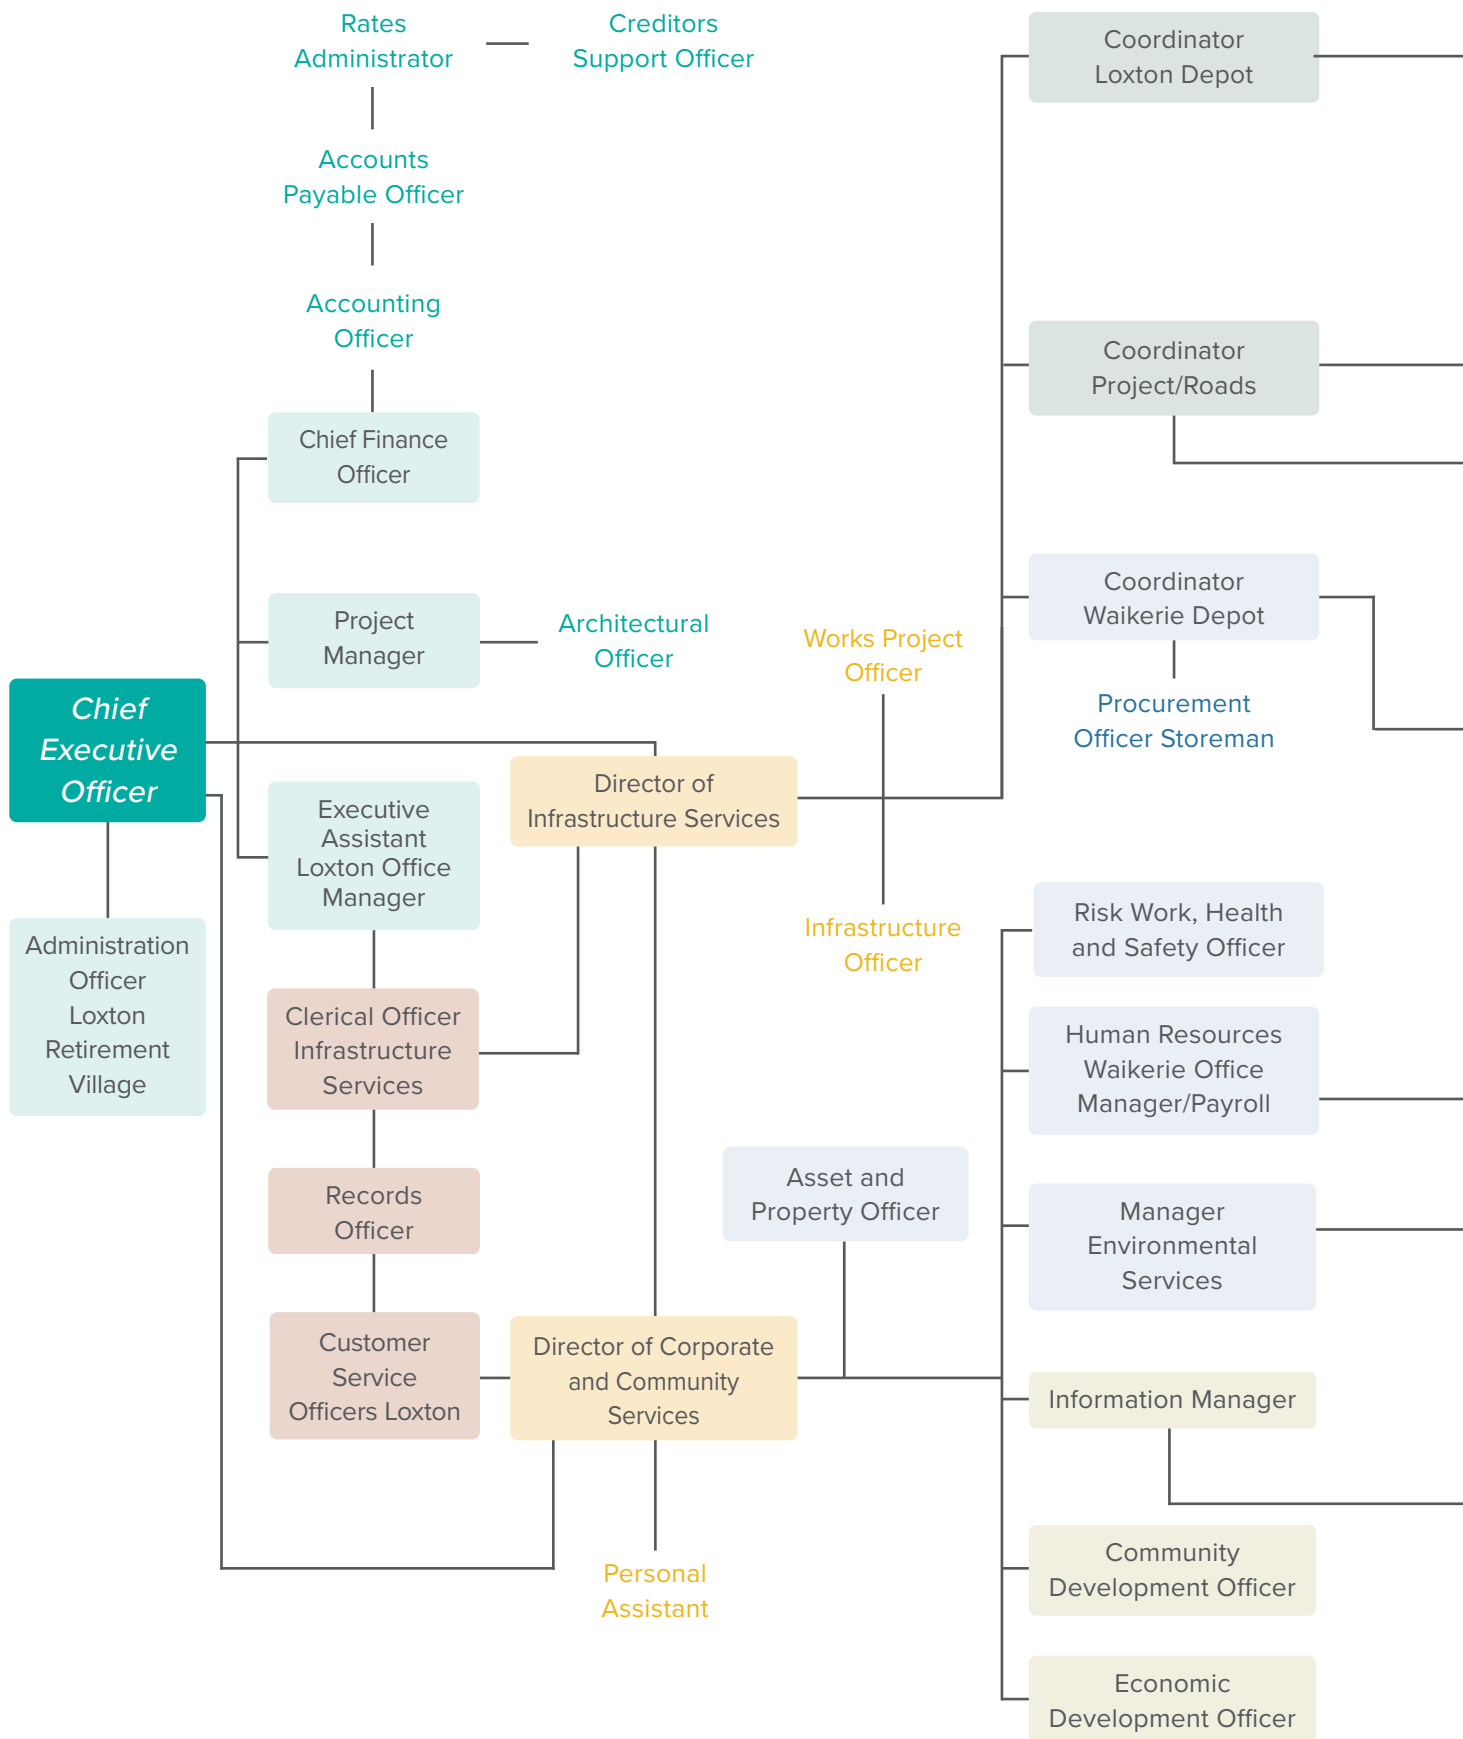 Rates
Administrator
Creditors
Support Officer
Accounts
Payable Officer
Accounting
Officer
Chief Finance
Officer
Project
Manager
Architectural
Officer
Chief
Executive
Officer
Executive
Assistant
Loxton Office
Manager
Administration
Officer
Loxton
Retirement
Village
Clerical Officer
Infrastructure
Services
Records
Officer
Customer
Service
Officers Loxton
Director of
Infrastructure Services
Works Project
Officer
Infrastructure
Officer
Asset and
Property Officer
Director of Corporate
and Community
Services
Personal
Assistant
Coordinator
Loxton Depot
Coordinator
Project/Roads
Coordinator
Waikerie Depot
Procurement
Officer Storeman
Risk Work, Health
and Safety Officer
Human Resources
Waikerie Office
Manager/Payroll
Manager
Environmental
Services
Information Manager
Community
Development Officer
Economic
Development Officer